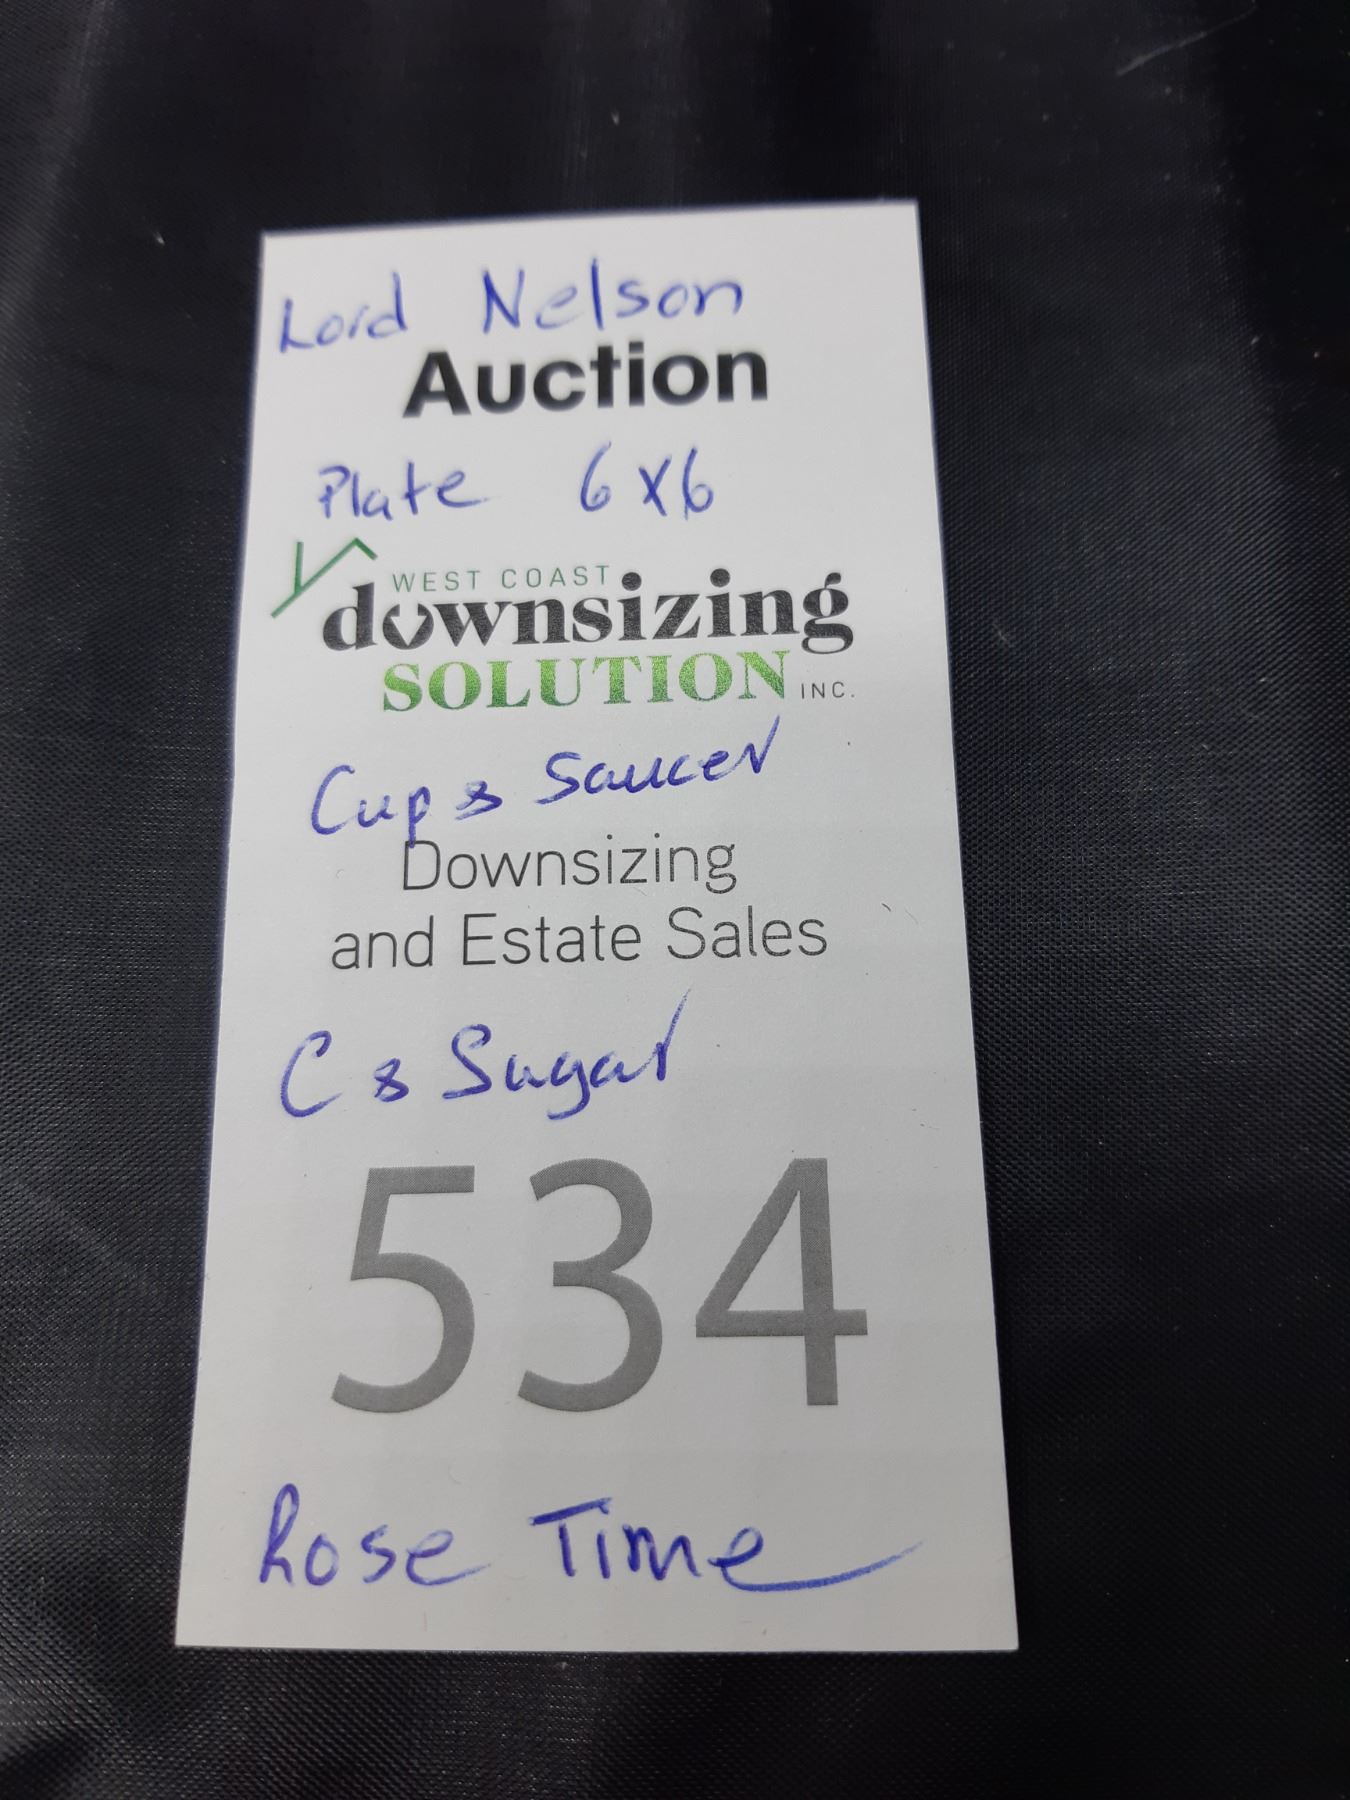 Lord Nelson
Auction
Plate 6x6
WEST COAST
downsizing
SOLUTION INC.
Cup & Saucer
Downsizing
and Estate Sales
C & Sugar
534
Rose Time